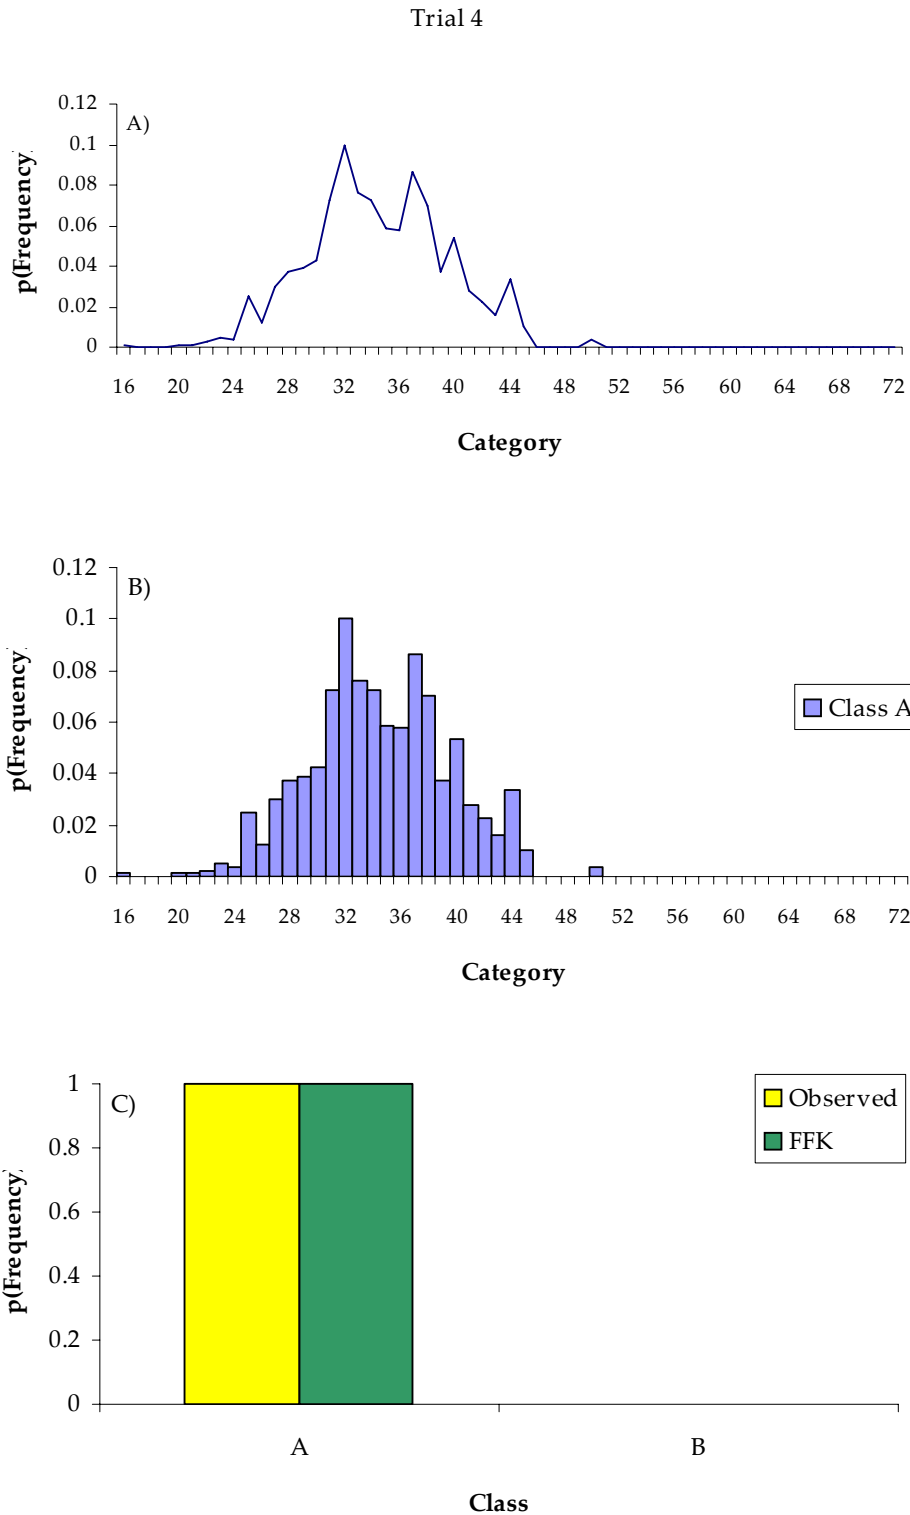 Trial 4
0.12
A)
0.1
0.08
0.06
0.04
0.02
0
p(Frequency)
16 20 24 28 32 36 40 44 48 52 56 60 64 68 72
Category
0.12
B)
0.1
0.08
0.06
0.04
0.02
0
p(Frequency)
Class A
16 20 24 28 32 36 40 44 48 52 56 60 64 68 72
Category
1
C)
0.8
0.6
0.4
0.2
0
p(Frequency)
Observed
FFK
A B
Class